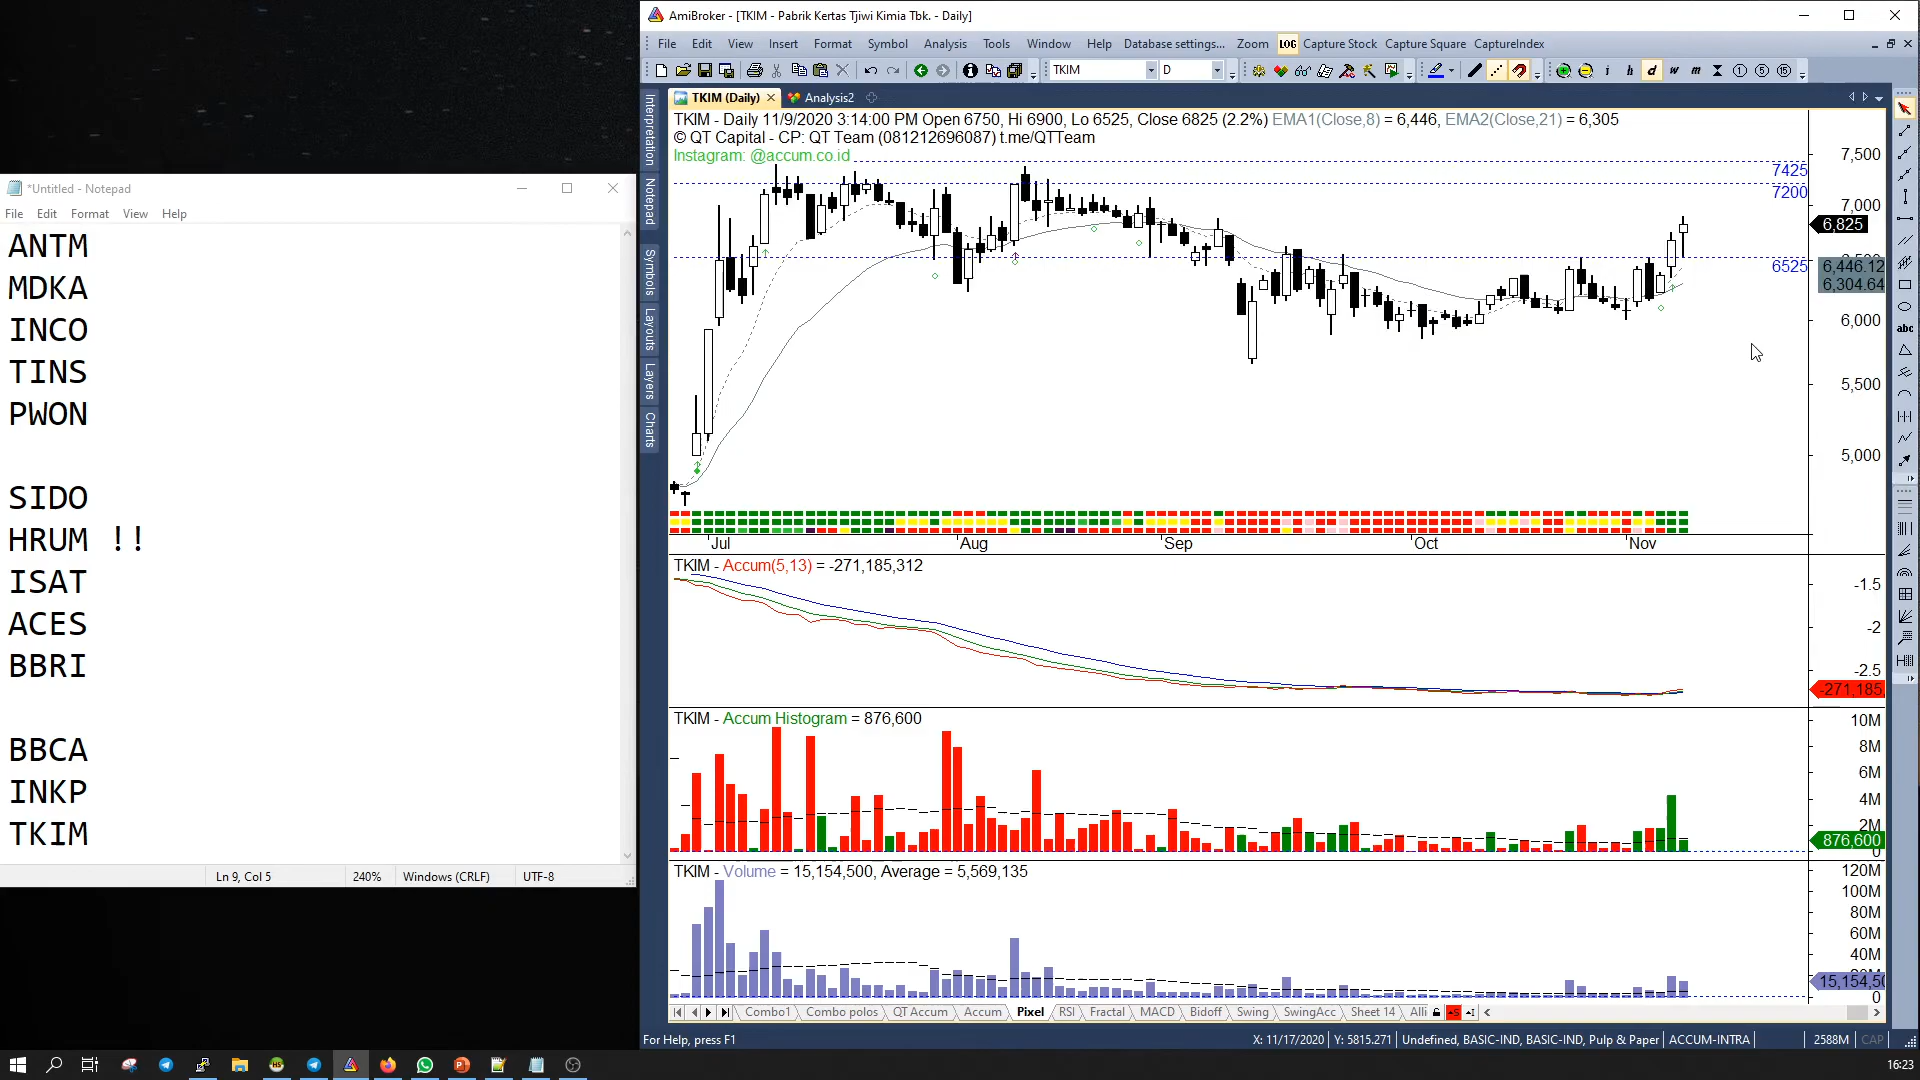 *Untitled - Notepad
File Edit Format View Help
ANTM
MDKA
INCO
TINS
PWON
SIDO
HRUM !!
ISAT
ACES
BBRI
BBCA
INKP
TKIM
Ln 9, Col 5 240% Windows (CRLF) UTF-8
AmiBroker - [TKIM - Pabrik Kertas Tjiwi Kimia Tbk. - Daily]
File Edit View Insert Format Symbol Analysis Tools Window Help Database settings... Zoom LOG Capture Stock Capture Square CaptureIndex
TKIM D
i h d w m 1 5 15
TKIM (Daily) Analysis2
Interpretation
Notepad
Symbols
Layouts
Layers
Charts
TKIM - Daily 11/9/2020 3:14:00 PM Open 6750, Hi 6900, Lo 6525, Close 6825 (2.2%) EMA1(Close,8) = 6,446, EMA2(Close,21) = 6,305
© QT Capital - CP: QT Team (081212696087) t.me/QTTeam
Instagram: @accum.co.id
7425
7200
6525
7,500
7,000
6,825
6,446.12
6,304.64
6,000
5,500
5,000
abc
Jul Aug Sep Oct Nov
TKIM - Accum(5,13) = -271,185,312
-1.5
-2
-2.5
-271,185
TKIM - Accum Histogram = 876,600
10M
8M
6M
4M
2M
876,600
0
TKIM - Volume = 15,154,500, Average = 5,569,135
120M
100M
80M
60M
40M
15,154,50
0
Combo1 Combo polos QT Accum Accum Pixel RSI Fractal MACD Bidoff Swing SwingAcc Sheet 14 Alli
For Help, press F1 X: 11/17/2020 Y: 5815.271 Undefined, BASIC-IND, BASIC-IND, Pulp & Paper ACCUM-INTRA 2588M CAP
16:23